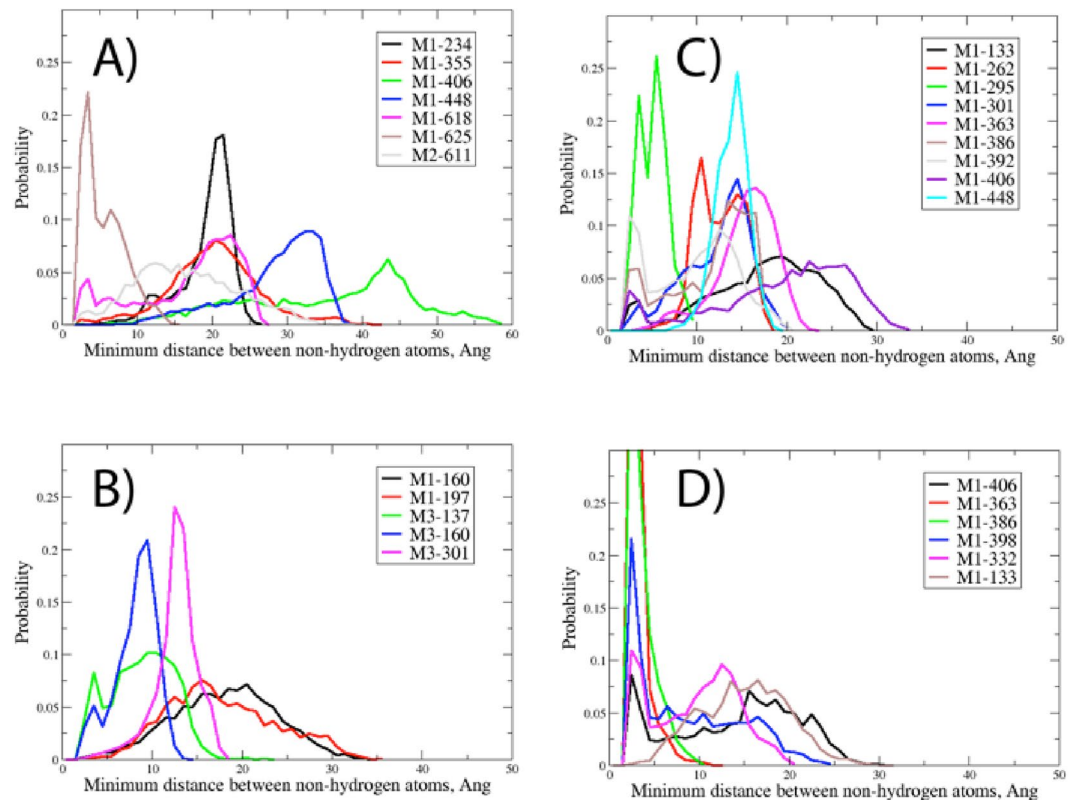 A)
M1-234
M1-355
M1-406
M1-448
M1-618
M1-625
M2-611
0.25
0.2
0.15
0.1
0.05
0
Probability
0 10 20 30 40 50 60
Minimum distance between non-hydrogen atoms, Ang
C)
M1-133
M1-262
M1-295
M1-301
M1-363
M1-386
M1-392
M1-406
M1-448
0.25
0.2
0.15
0.1
0.05
0
Probability
0 10 20 30 40 50
Minimum distance between non-hydrogen atoms, Ang
B)
M1-160
M1-197
M3-137
M3-160
M3-301
0.25
0.2
0.15
0.1
0.05
0
Probability
0 10 20 30 40 50
Minimum distance between non-hydrogen atoms, Ang
D)
M1-406
M1-363
M1-386
M1-398
M1-332
M1-133
0.25
0.2
0.15
0.1
0.05
0
Probability
0 10 20 30 40 50
Minimum distance between non-hydrogen atoms, Ang